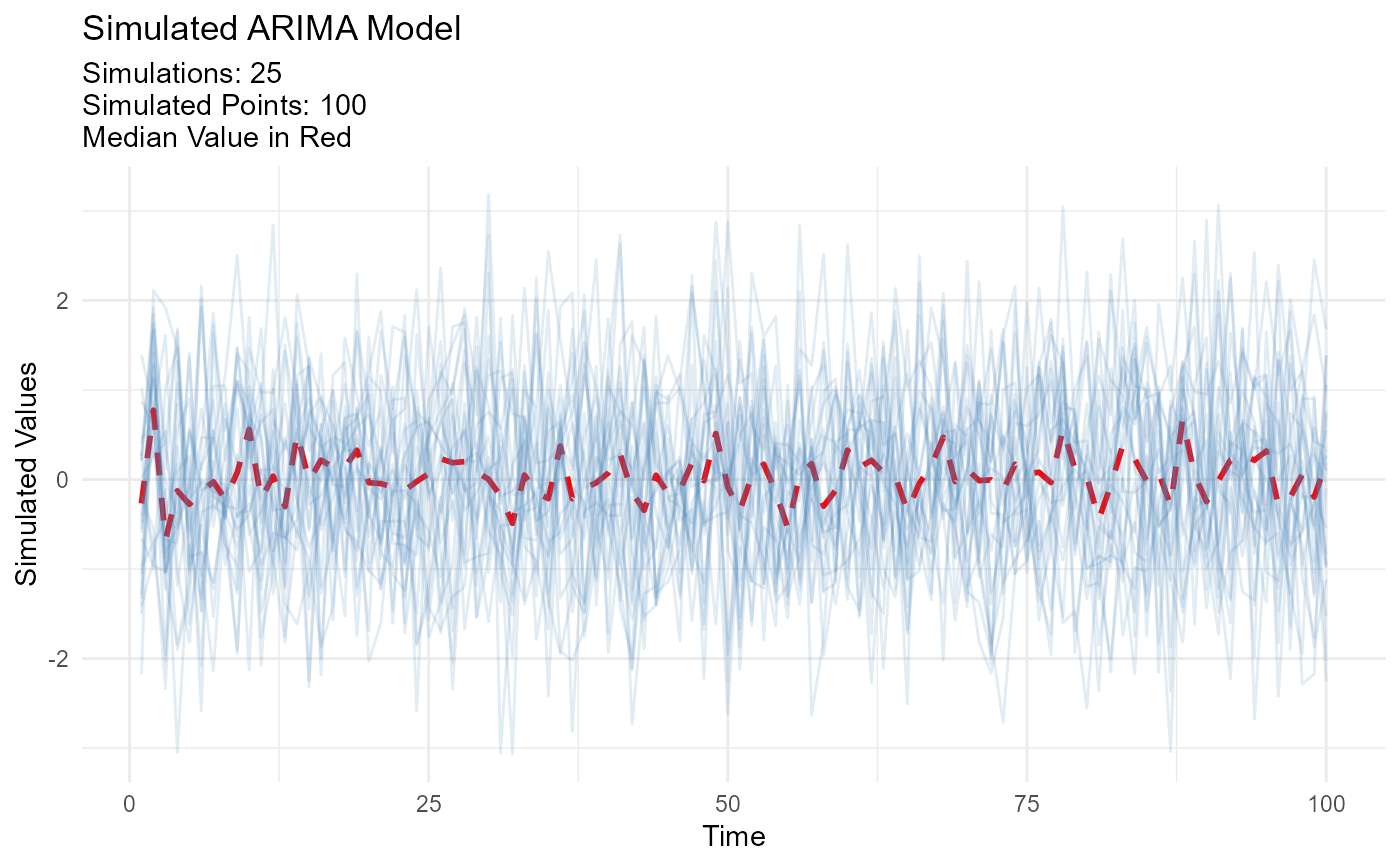 Simulated ARIMA Model
Simulations: 25
Simulated Points: 100
Median Value in Red
Simulated Values
2
0
-2
0
25
50
75
100
Time